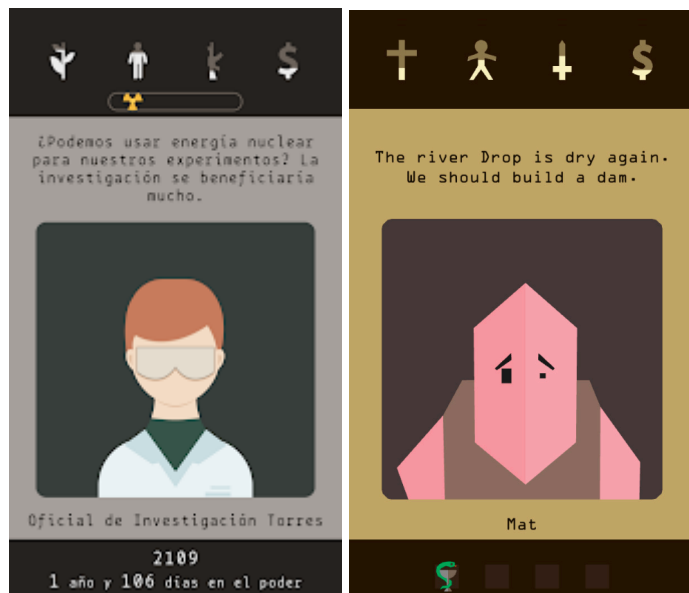 ¿Podemos usar energía nuclear
para nuestros experimentos? La
investigación se beneficiaría
mucho.
Oficial de Investigación Torres
2109
1 año y 106 días en el poder
The river Drop is dry again.
We should build a dam.
Mat